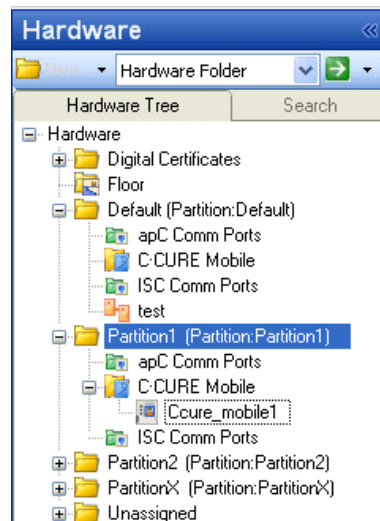 Hardware
New
Hardware Folder
Hardware Tree
Search
Hardware
Digital Certificates
Floor
Default (Partition:Default)
apC Comm Ports
C·CURE Mobile
ISC Comm Ports
test
Partition1 (Partition:Partition1)
apC Comm Ports
C·CURE Mobile
Ccure_mobile1
ISC Comm Ports
Partition2 (Partition:Partition2)
PartitionX (Partition:PartitionX)
Unassigned